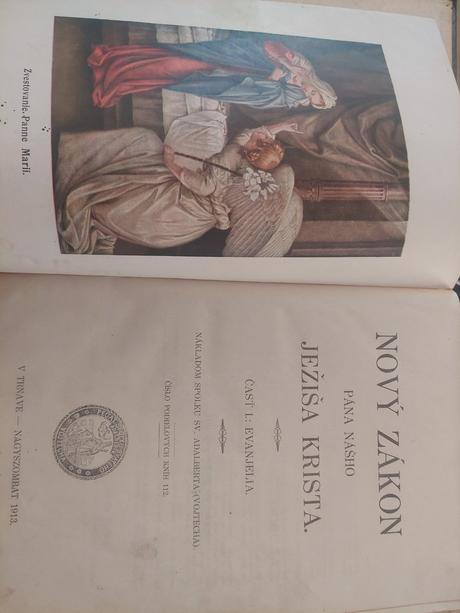 Zvestovanie Panne Marii.
NOVÝ ZÁKON
PÁNA NÁŠHO
JEŽIŠA KRISTA.
ČASŤ I.: EVANJELIA.
NÁKLADOM SPOLKU SV. ADALBERTA-(VOJTECHA).
ČÍSLO PODIELOVÝCH KNÍH 112.
V TRNAVE — NAGYSZOMBAT 1913.